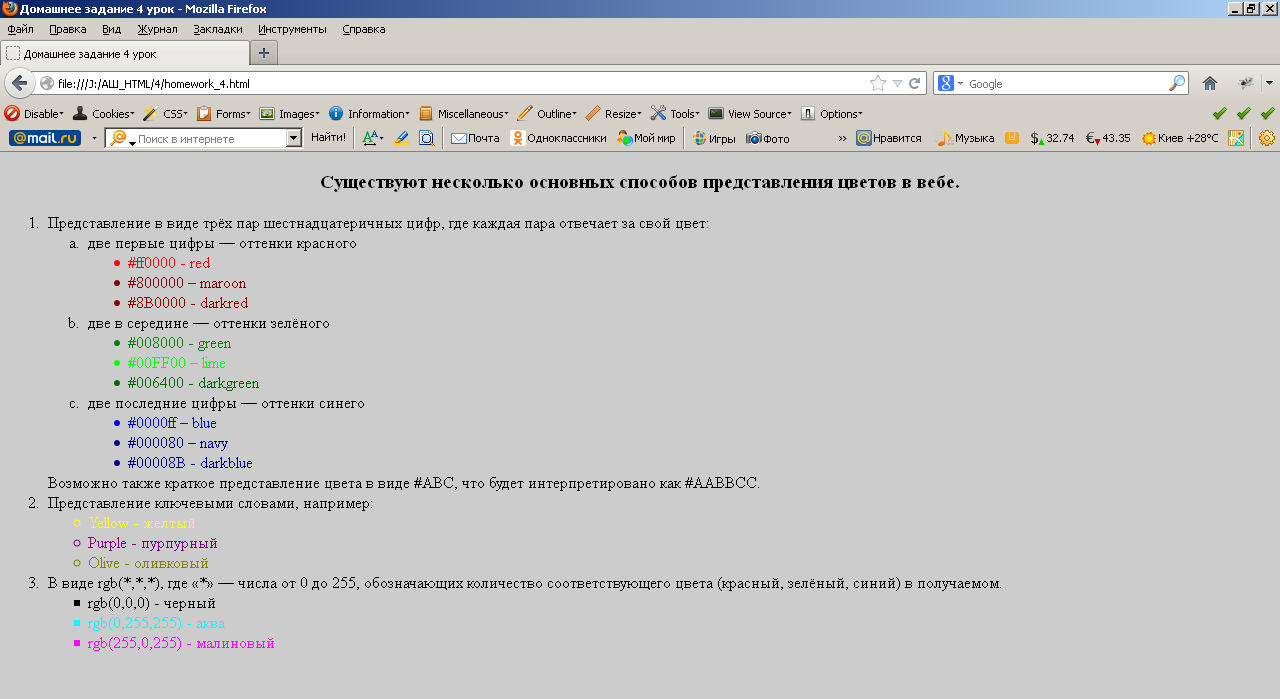 Домашнее задание 4 урок - Mozilla Firefox
Файл Правка Вид Журнал Закладки Инструменты Справка
Домашнее задание 4 урок
file:///J:/ALL_HTML/4/homework_4.html Google
Disable Cookies CSS Forms Images Information Miscellaneous Outline Resize Tools View Source Options
@mail.ru Поиск в интернете Найти! Почта Одноклассники Мой мир Игры Фото » Нравится Музыка $ 32.74 € 43.35 Киев +28°C
Существуют несколько основных способов представления цветов в вебе.
1. Представление в виде трёх пар шестнадцатеричных цифр, где каждая пара отвечает за свой цвет:
a. две первые цифры — оттенки красного
#ff0000 - red
#800000 – maroon
#8B0000 - darkred
b. две в середине — оттенки зелёного
#008000 - green
#00FF00 – lime
#006400 - darkgreen
c. две последние цифры — оттенки синего
#0000ff – blue
#000080 – navy
#00008B - darkblue
Возможно также краткое представление цвета в виде #ABC, что будет интерпретировано как #AABBCC.
2. Представление ключевыми словами, например:
Yellow - желтый
Purple - пурпурный
Olive - оливковый
3. В виде rgb(*,*,*), где «*» — числа от 0 до 255, обозначающих количество соответствующего цвета (красный, зелёный, синий) в получаемом.
rgb(0,0,0) - черный
rgb(0,255,255) - аква
rgb(255,0,255) - малиновый